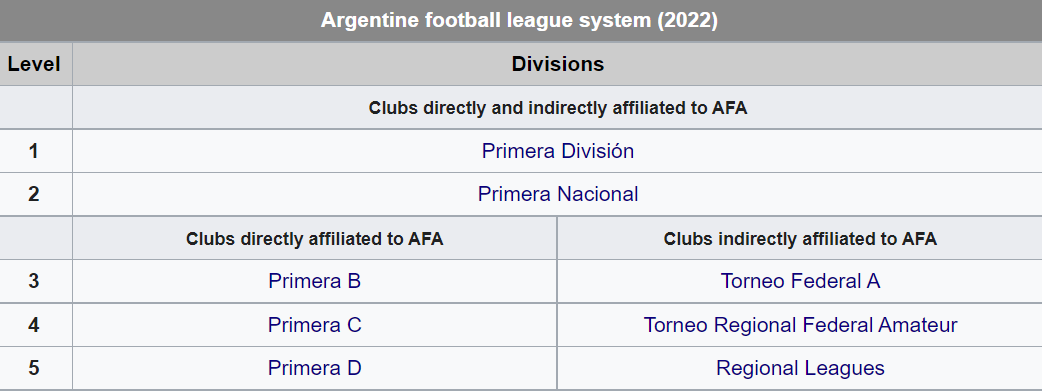 Argentine football league system (2022)
Level Divisions
Clubs directly and indirectly affiliated to AFA
1 Primera División
2 Primera Nacional
Clubs directly affiliated to AFA Clubs indirectly affiliated to AFA
3 Primera B Torneo Federal A
4 Primera C Torneo Regional Federal Amateur
5 Primera D Regional Leagues